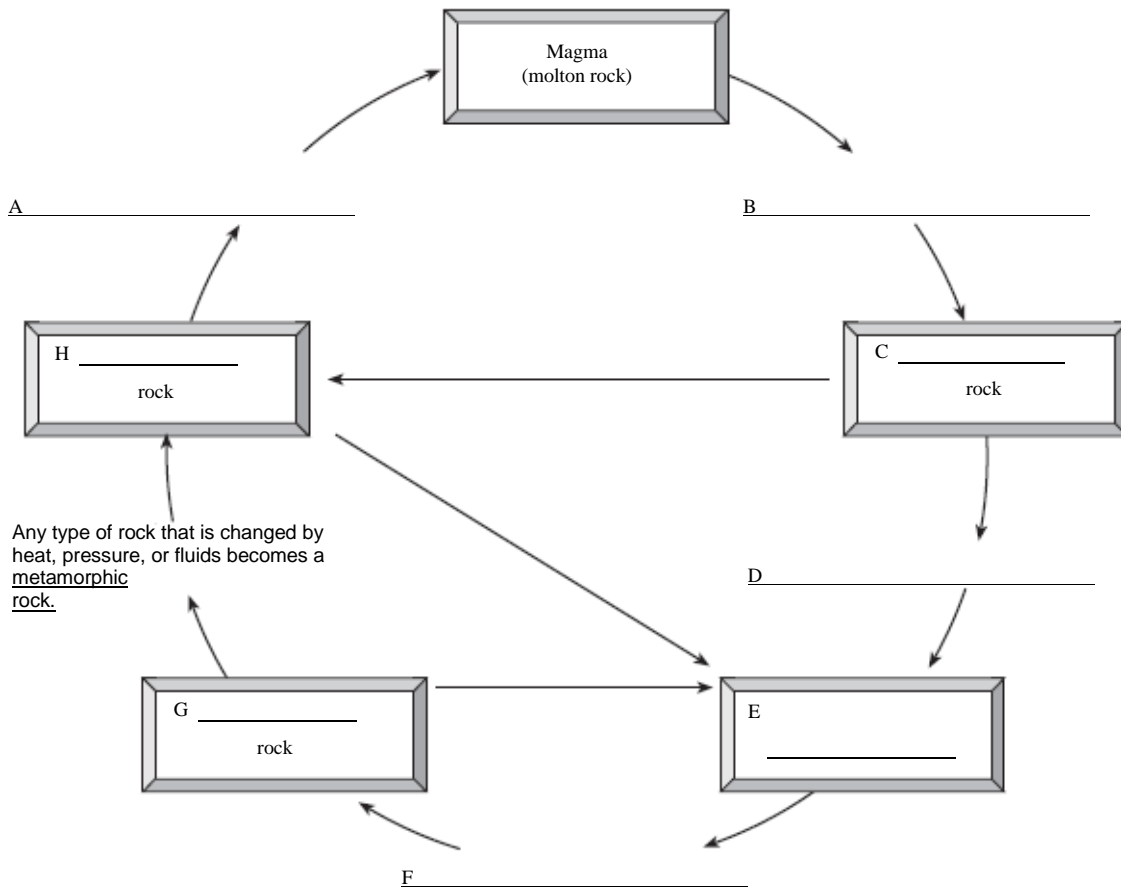 Magma
(molton rock)
A
B
H
rock
C
rock
Any type of rock that is changed by
heat, pressure, or fluids becomes a
metamorphic
rock.
D
G
rock
E
F